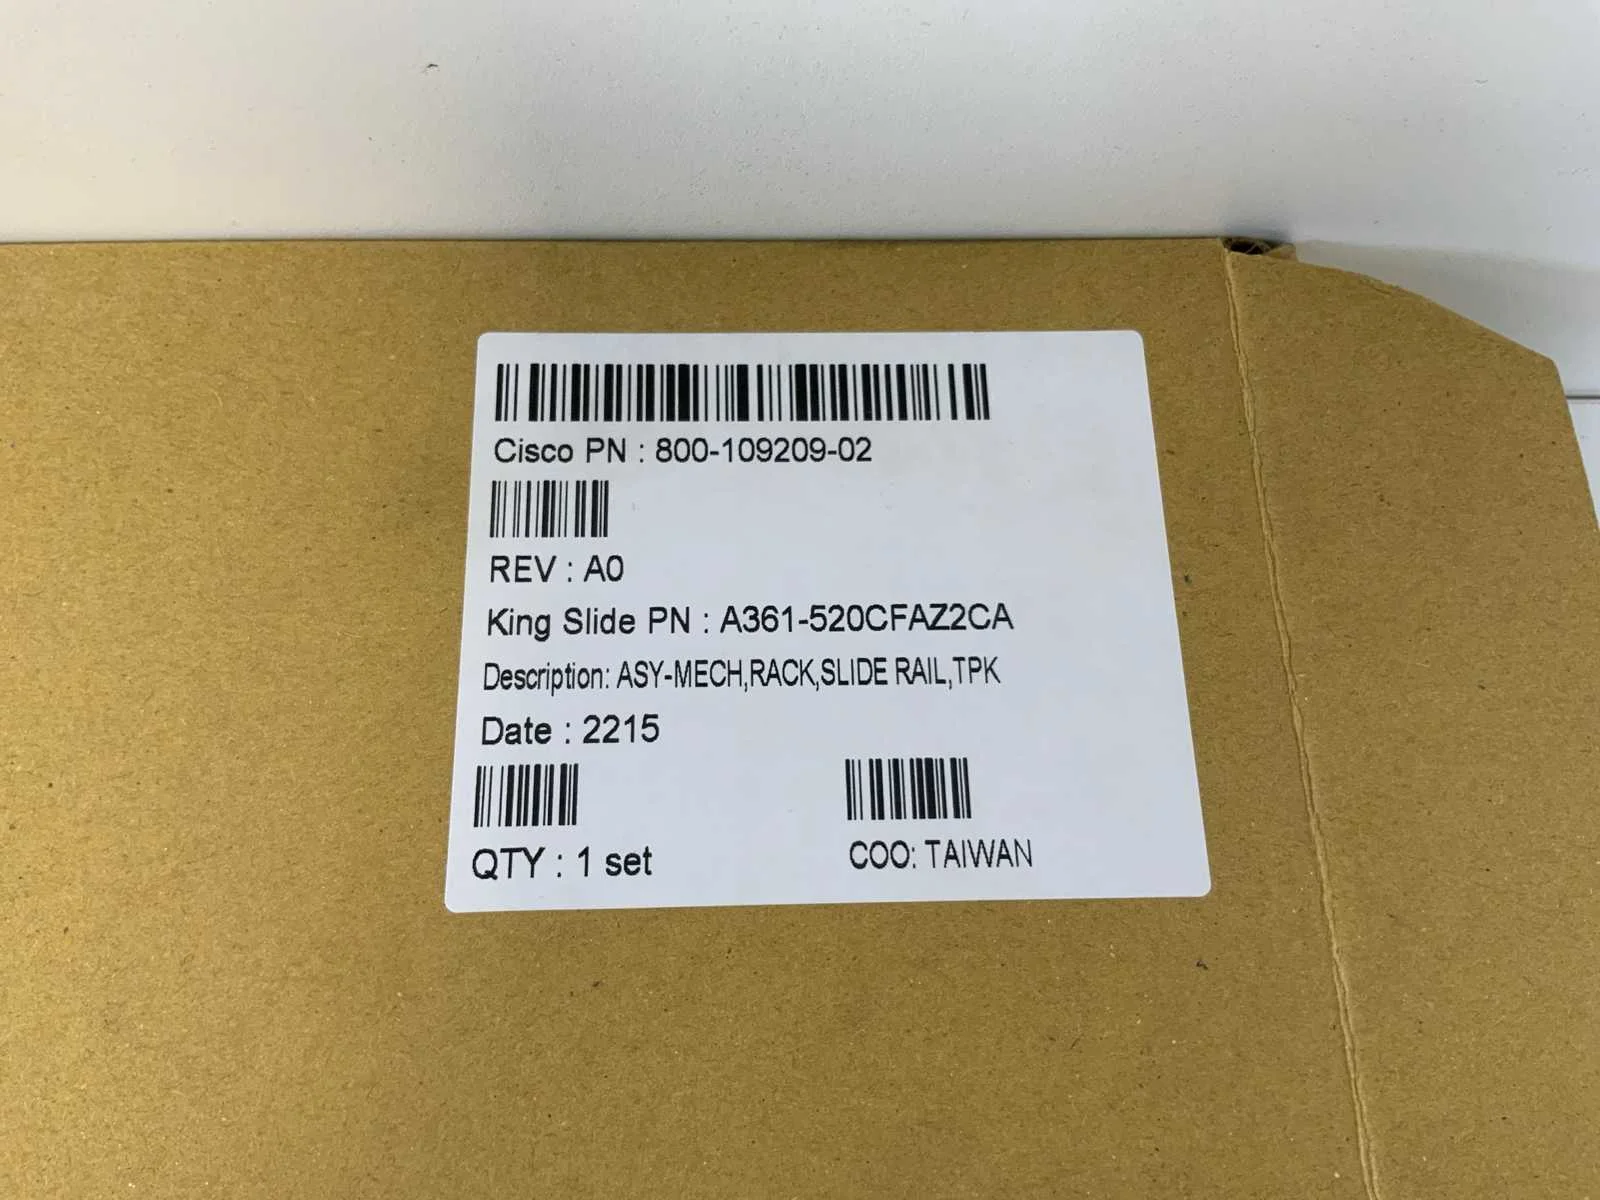 Cisco PN : 800-109209-02
REV : A0
King Slide PN : A361-520CFAZ2CA
Description: ASY-MECH,RACK,SLIDE RAIL,TPK
Date : 2215
QTY : 1 set
COO: TAIWAN